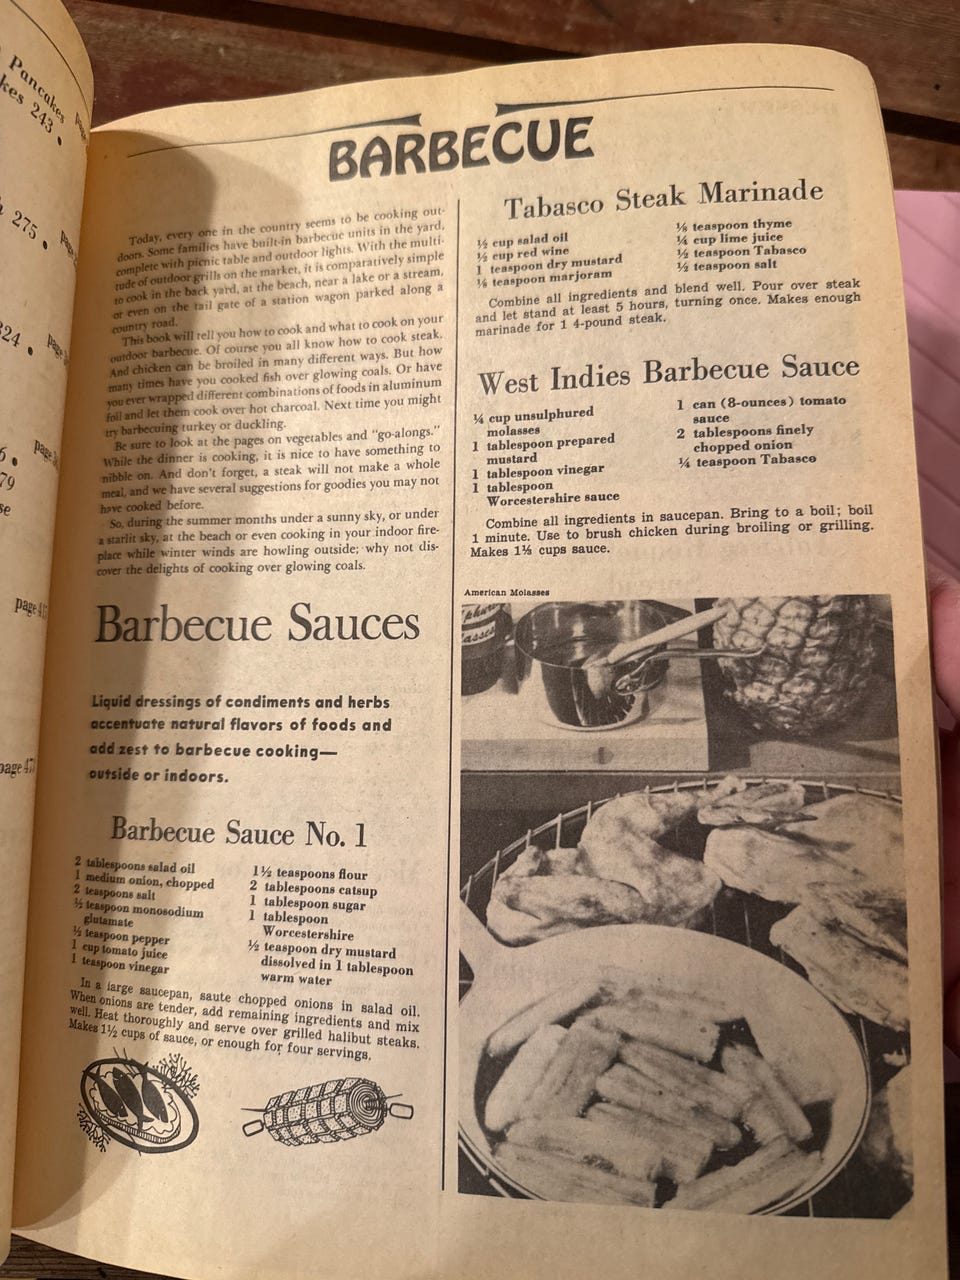 Pancakes
kes 243 •
275 •
324 •
6 •
79
se
page 47
BARBECUE
Today, every one in the country seems to be cooking out-
doors. Some families have built-in barbecue units in the yard,
complete with picnic table and outdoor lights. With the multi-
tude of outdoor grills on the market, it is comparatively simple
to cook in the back yard, at the beach, near a lake or a stream,
or even on the tail gate of a station wagon parked along a
country road.
This book will tell you how to cook and what to cook on your
outdoor barbecue. Of course you all know how to cook steak.
And chicken can be broiled in many different ways. But how
many times have you cooked fish over glowing coals. Or have
you ever wrapped different combinations of foods in aluminum
foil and let them cook over hot charcoal. Next time you might
try barbecuing turkey or duckling.
Be sure to look at the pages on vegetables and "go-alongs."
While the dinner is cooking, it is nice to have something to
nibble on. And don't forget, a steak will not make a whole
meal, and we have several suggestions for goodies you may not
have cooked before.
So, during the summer months under a sunny sky, or under
a starlit sky, at the beach or even cooking in your indoor fire-
place while winter winds are howling outside; why not dis-
cover the delights of cooking over glowing coals.
Barbecue Sauces
Liquid dressings of condiments and herbs
accentuate natural flavors of foods and
add zest to barbecue cooking—
outside or indoors.
Barbecue Sauce No. 1
2 tablespoons salad oil
1 medium onion, chopped
2 teaspoons salt
½ teaspoon monosodium
glutamate
½ teaspoon pepper
1 cup tomato juice
1 teaspoon vinegar
1½ teaspoons flour
2 tablespoons catsup
1 tablespoon sugar
1 tablespoon
Worcestershire
½ teaspoon dry mustard
dissolved in 1 tablespoon
warm water
In a large saucepan, saute chopped onions in salad oil.
When onions are tender, add remaining ingredients and mix
well. Heat thoroughly and serve over grilled halibut steaks.
Makes 1½ cups of sauce, or enough for four servings.
Tabasco Steak Marinade
½ cup salad oil
½ cup red wine
1 teaspoon dry mustard
⅛ teaspoon marjoram
⅛ teaspoon thyme
¼ cup lime juice
½ teaspoon Tabasco
½ teaspoon salt
Combine all ingredients and blend well. Pour over steak
and let stand at least 5 hours, turning once. Makes enough
marinade for 1 4-pound steak.
West Indies Barbecue Sauce
¼ cup unsulphured
molasses
1 tablespoon prepared
mustard
1 tablespoon vinegar
1 tablespoon
Worcestershire sauce
1 can (8-ounces) tomato
sauce
2 tablespoons finely
chopped onion
¼ teaspoon Tabasco
Combine all ingredients in saucepan. Bring to a boil; boil
1 minute. Use to brush chicken during broiling or grilling.
Makes 1⅓ cups sauce.
American Molasses